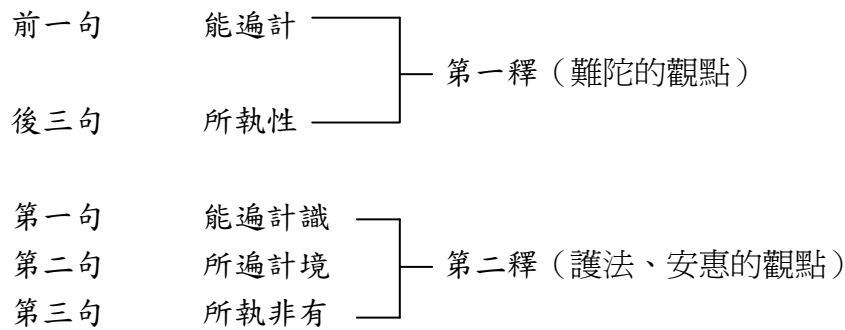 前一句 能遍計
第一釋（難陀的觀點）
後三句 所執性
第一句 能遍計識
第二句 所遍計境 第二釋（護法、安惠的觀點）
第三句 所執非有